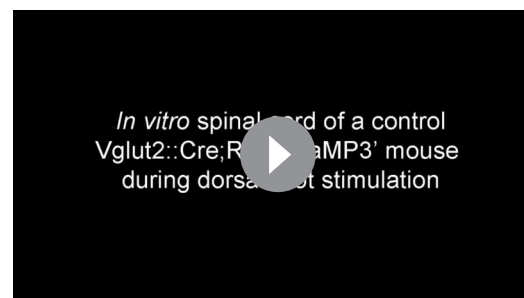 In vitro spinal of a control
Vglut2::Cre; mouse
during stimulation